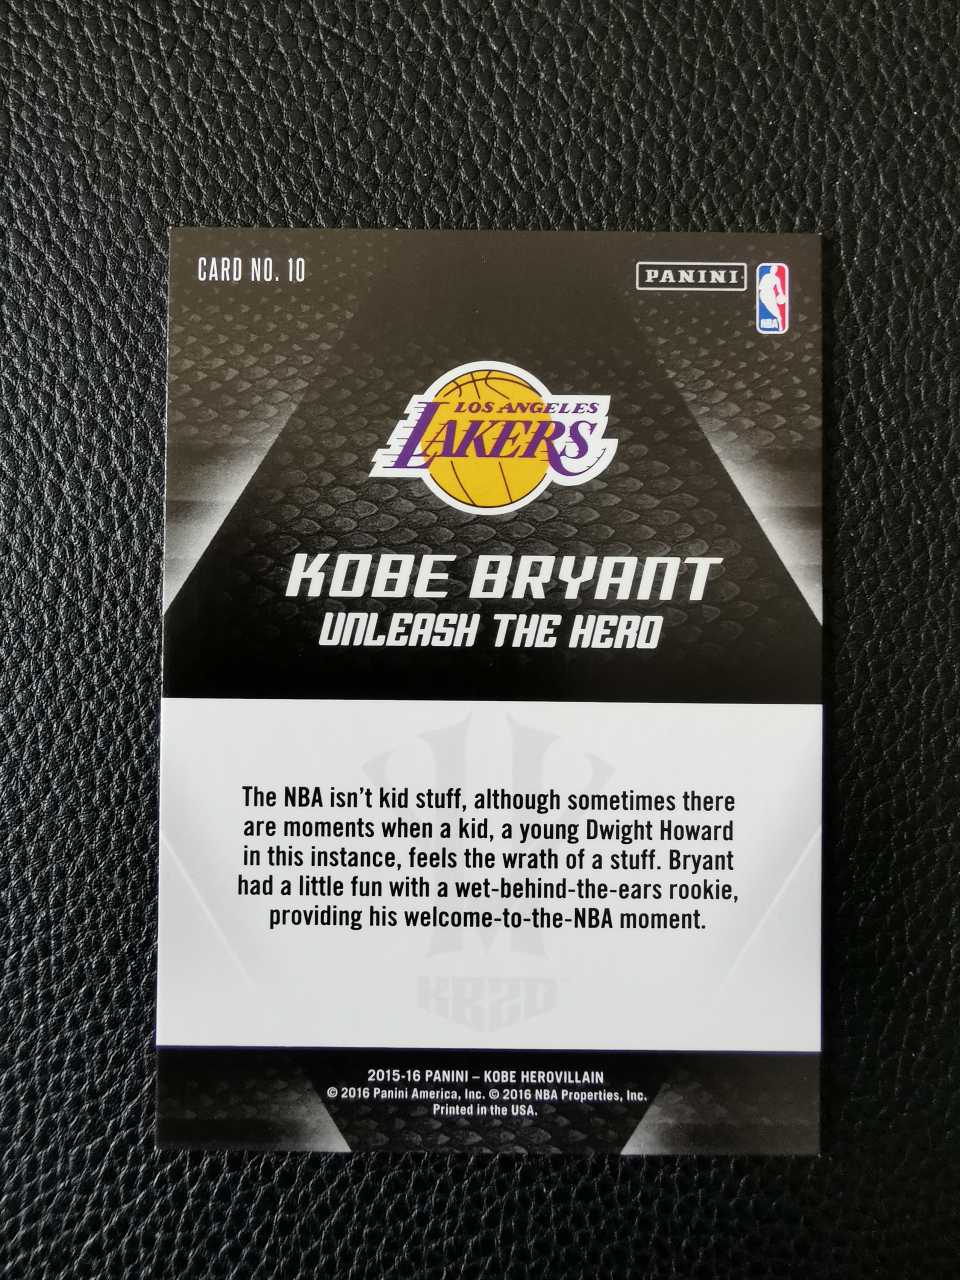 CARD NO. 10
PANINI
NBA
LOS ANGELES
LAKERS
KOBE BRYANT
UNLEASH THE HERO
The NBA isn't kid stuff, although sometimes there
are moments when a kid, a young Dwight Howard
in this instance, feels the wrath of a stuff. Bryant
had a little fun with a wet-behind-the-ears rookie,
providing his welcome-to-the-NBA moment.
KB20
2015-16 PANINI – KOBE HEROVILLAIN
© 2016 Panini America, Inc. © 2016 NBA Properties, Inc.
Printed in the USA.